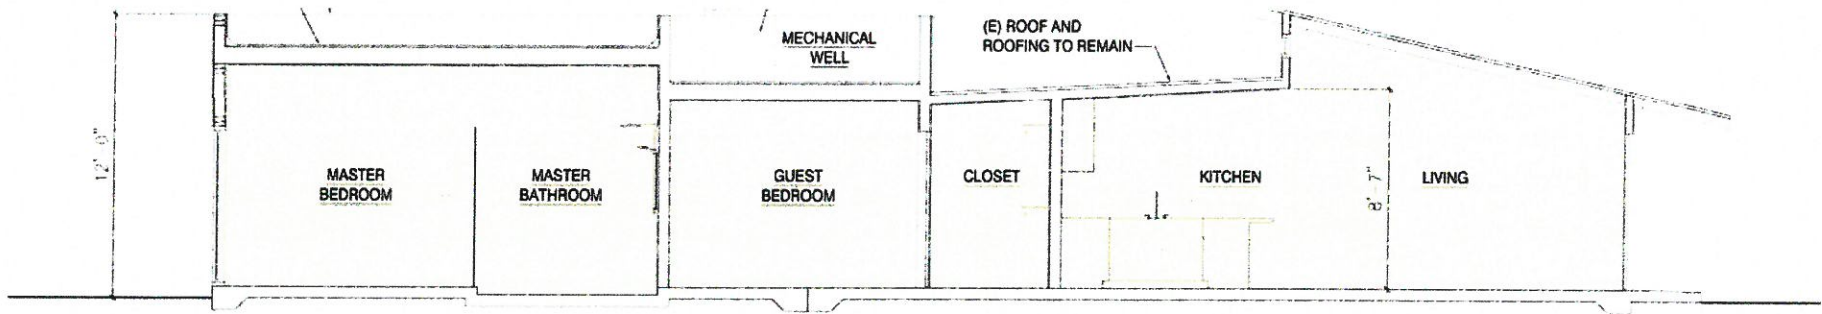 (E) ROOF AND
ROOFING TO REMAIN
MECHANICAL
WELL
12' 0"
MASTER
BEDROOM
MASTER
BATHROOM
GUEST
BEDROOM
CLOSET
KITCHEN
8'-7"
LIVING